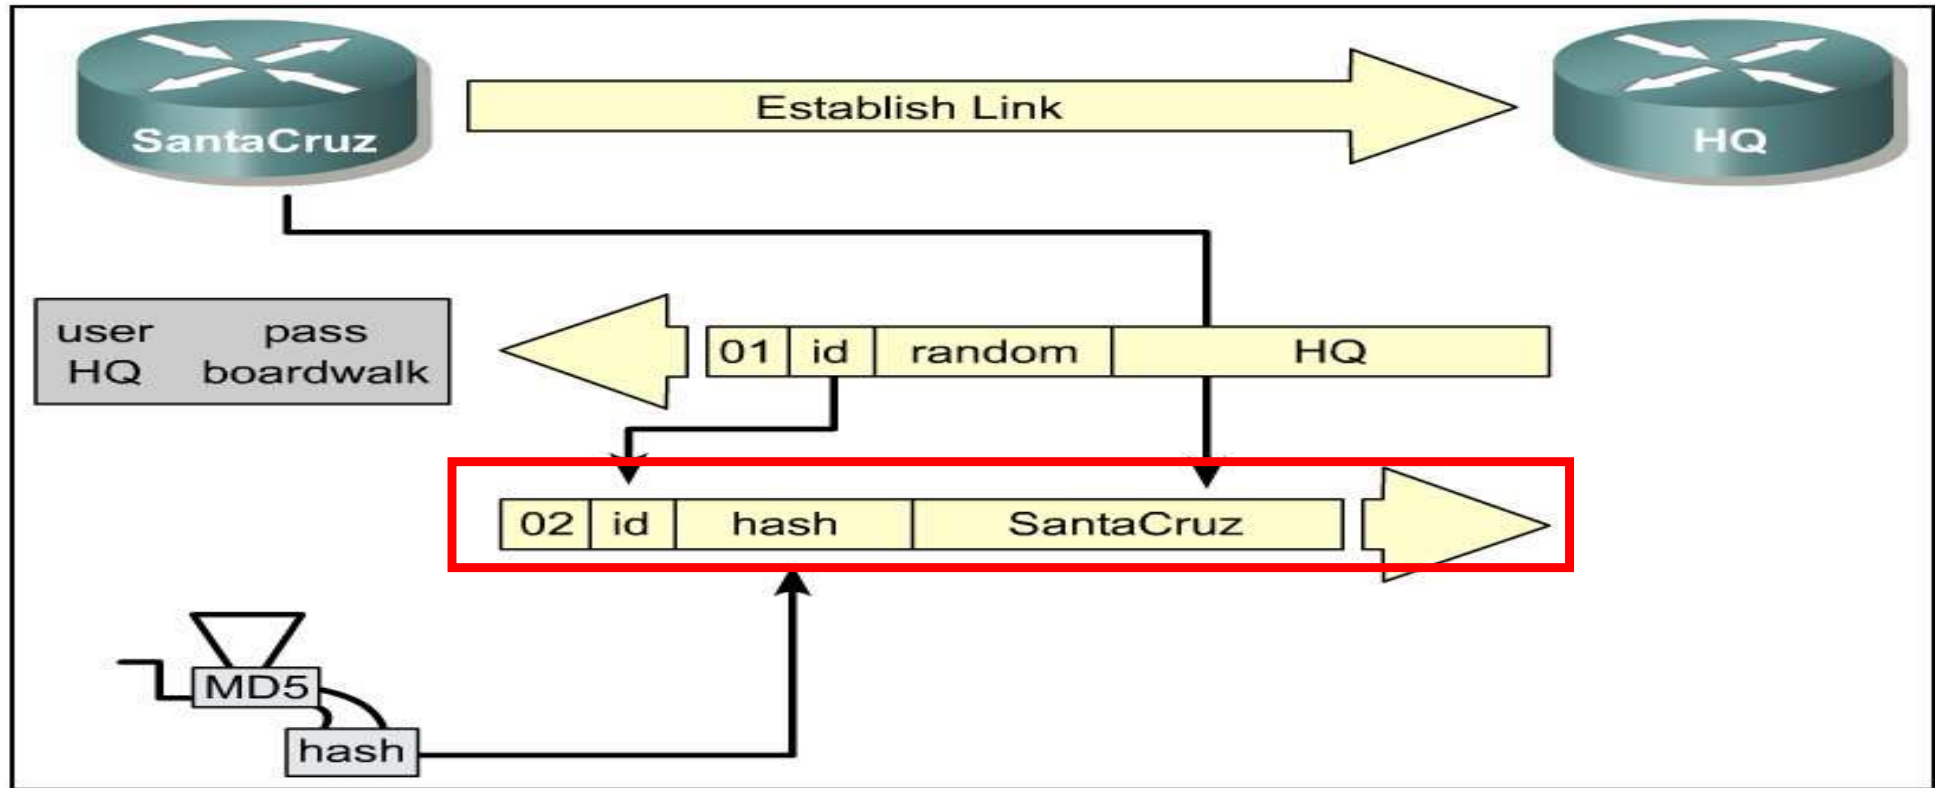 Establish Link
SantaCruz
HQ
user pass
HQ boardwalk
01 id random HQ
02 id hash SantaCruz
MD5
hash